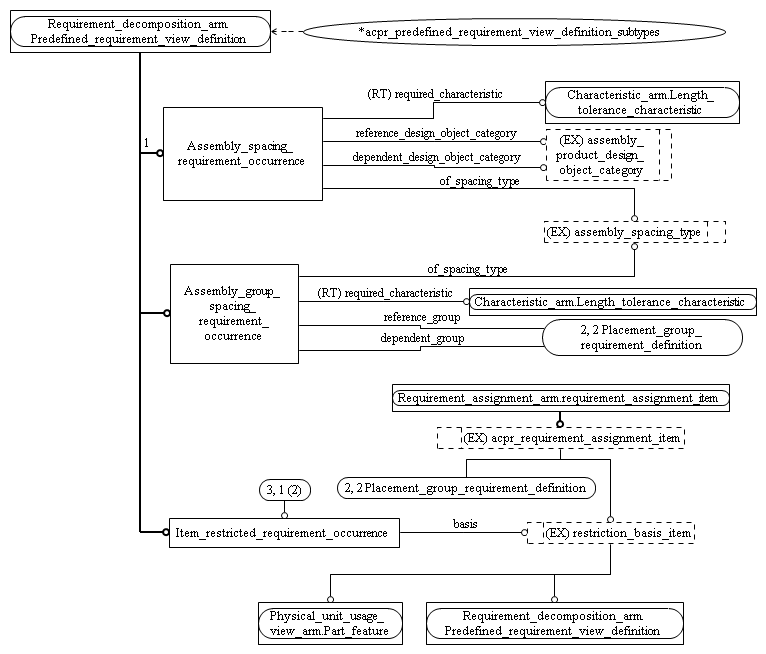 Requirement_decomposition_arm.
Predefined_requirement_view_definition
*acpr_predefined_requirement_view_definition_subtypes
1
Assembly_spacing_
requirement_occurrence
(RT) required_characteristic
Characteristic_arm.Length_
tolerance_characteristic
reference_design_object_category
dependent_design_object_category
(EX) assembly_
product_design_
object_category
of_spacing_type
(EX) assembly_spacing_type
of_spacing_type
Assembly_group_
spacing_
requirement_
occurrence
(RT) required_characteristic
Characteristic_arm.Length_tolerance_characteristic
reference_group
dependent_group
2, 2 Placement_group_
requirement_definition
Requirement_assignment_arm.requirement_assignment_item
(EX) acpr_requirement_assignment_item
2, 2 Placement_group_requirement_definition
3, 1 (2)
Item_restricted_requirement_occurrence
basis
(EX) restriction_basis_item
Physical_unit_usage_
view_arm.Part_feature
Requirement_decomposition_arm.
Predefined_requirement_view_definition